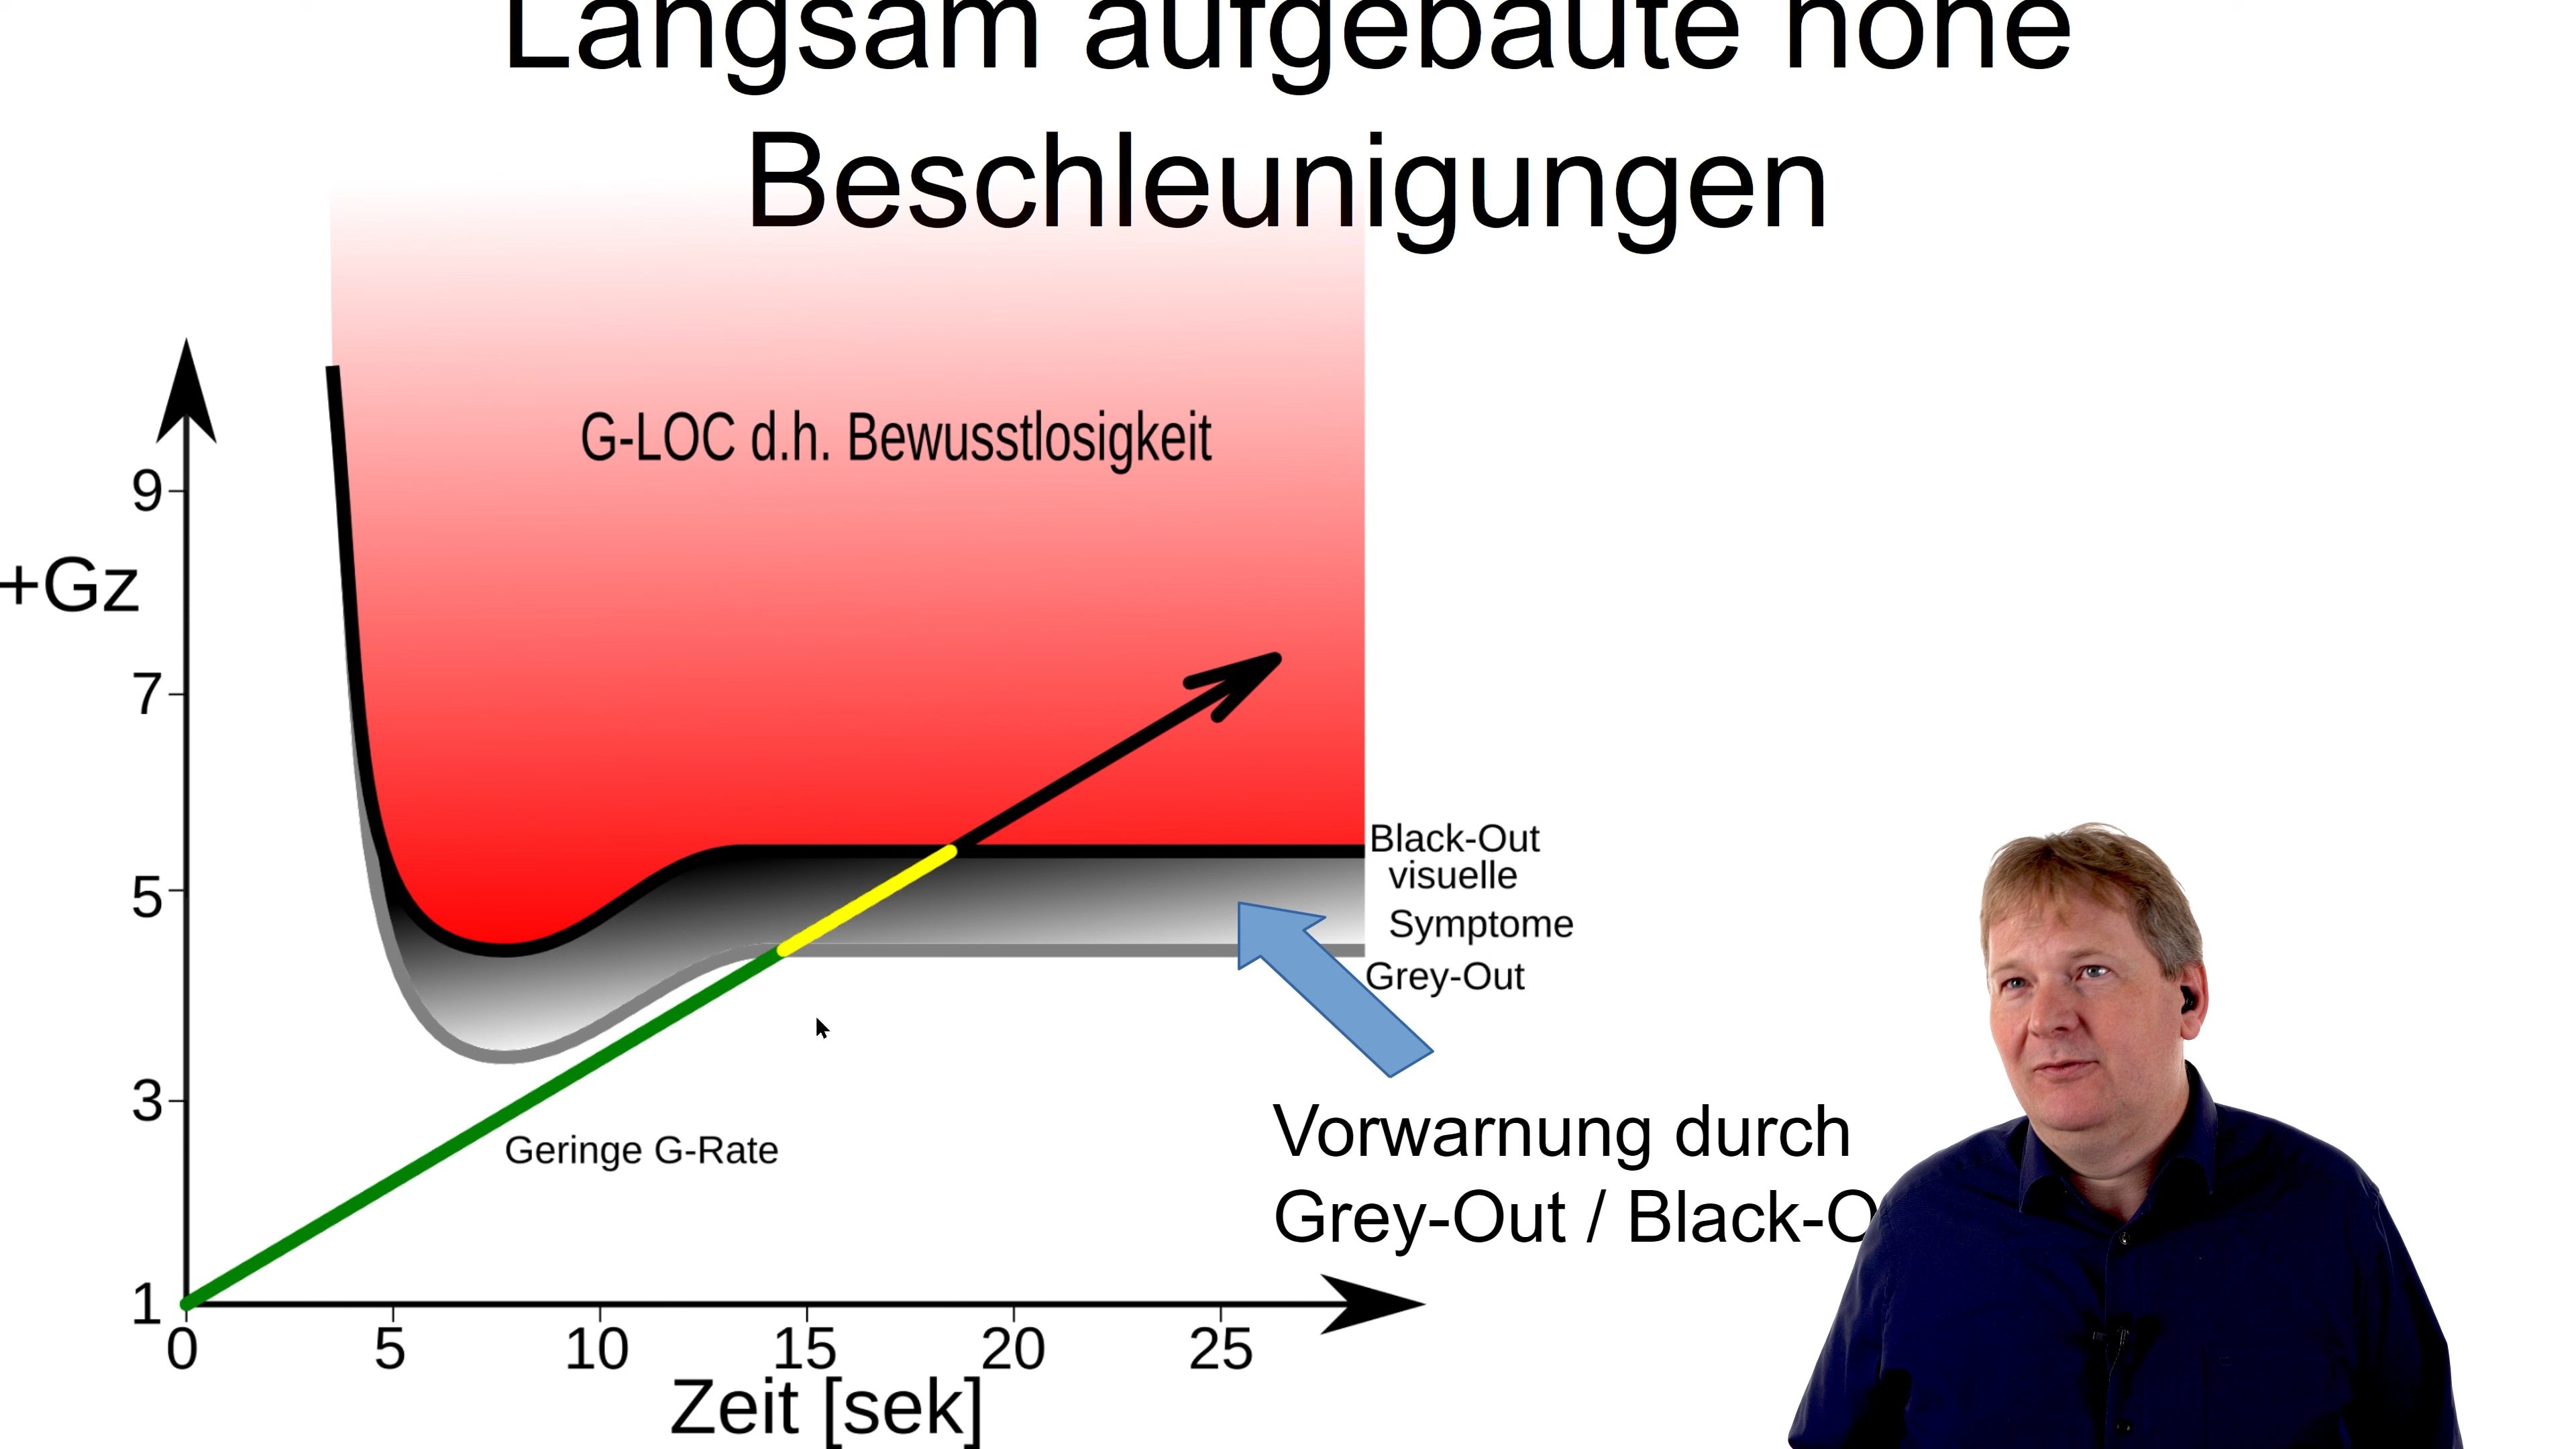 Langsam aufgebaute hohe
Beschleunigungen
G-LOC d.h. Bewusstlosigkeit
9
+Gz
7
5
3
1
Black-Out
visuelle
Symptome
Grey-Out
Vorwarnung durch
Grey-Out / Black-O
Geringe G-Rate
0 5 10 15 20 25
Zeit [sek]